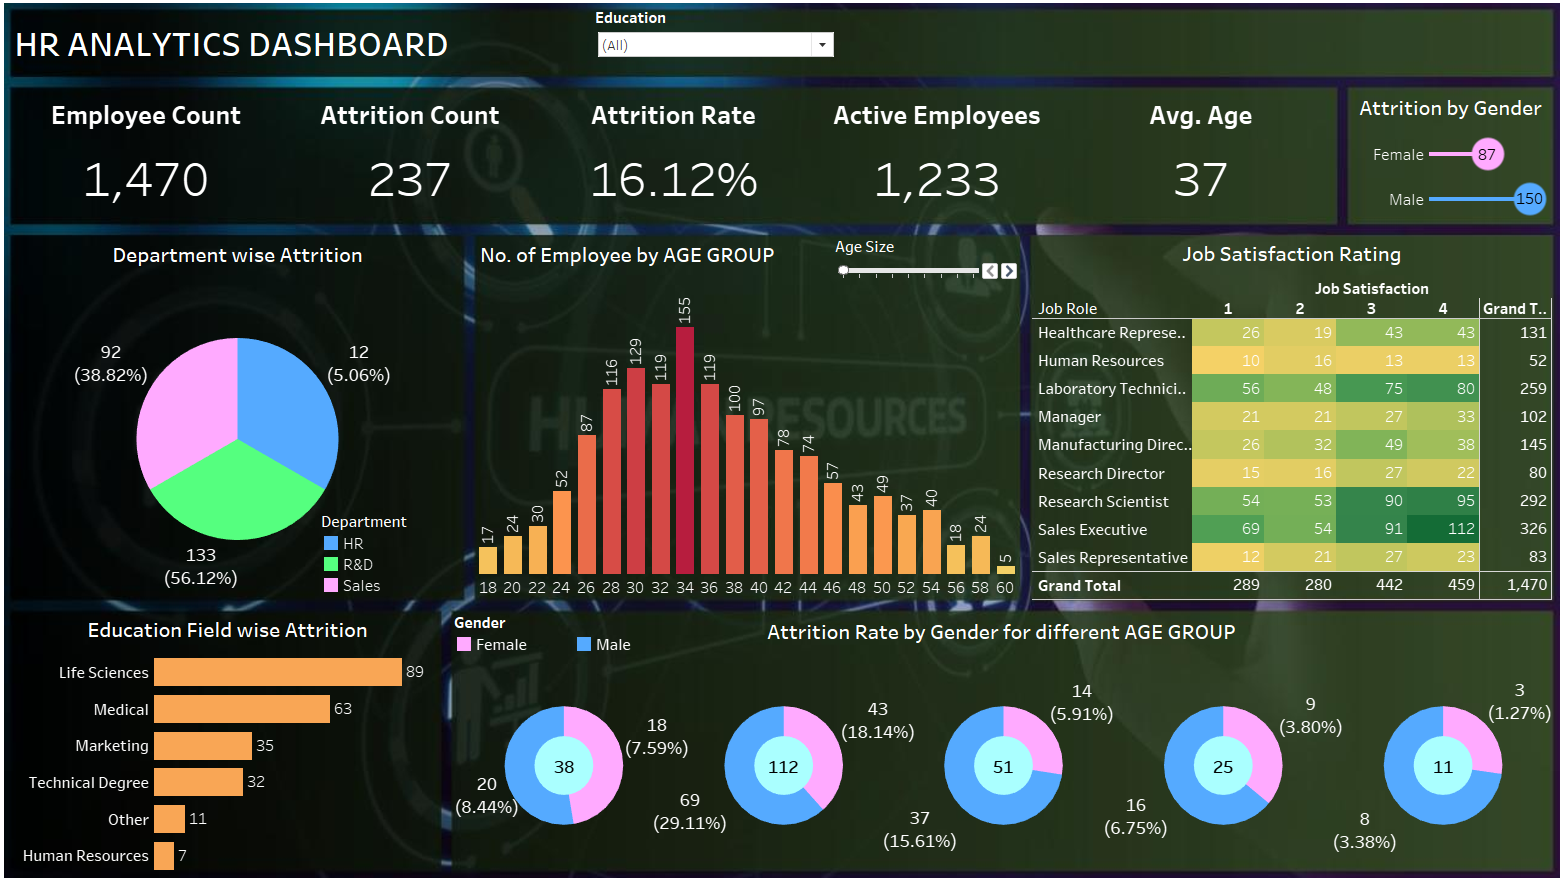 Education
HR ANALYTICS DASHBOARD
(All)
Employee Count
Attrition Count
Attrition Rate
Active Employees
Avg. Age
1,470
237
16.12%
1,233
37
Attrition by Gender
Female 87
Male 150
Department wise Attrition
92
(38.82%)
12
(5.06%)
133
(56.12%)
Department
HR
R&D
Sales
No. of Employee by AGE GROUP
Age Size
17 24 30 52 87 116 129 119 155 119 100 97 78 74 57 43 49 37 40 18 24 5
HUMAN RESOURCES
18 20 22 24 26 28 30 32 34 36 38 40 42 44 46 48 50 52 54 56 58 60
Job Satisfaction Rating
Job Satisfaction
Job Role 1 2 3 4 Grand T..
Healthcare Represe.. 26 19 43 43 131
Human Resources 10 16 13 13 52
Laboratory Technici.. 56 48 75 80 259
Manager 21 21 27 33 102
Manufacturing Direc.. 26 32 49 38 145
Research Director 15 16 27 22 80
Research Scientist 54 53 90 95 292
Sales Executive 69 54 91 112 326
Sales Representative 12 21 27 23 83
Grand Total 289 280 442 459 1,470
Education Field wise Attrition
Life Sciences 89
Medical 63
Marketing 35
Technical Degree 32
Other 11
Human Resources 7
Gender
Female Male
Attrition Rate by Gender for different AGE GROUP
38
18
(7.59%)
20
(8.44%)
112
43
(18.14%)
69
(29.11%)
51
14
(5.91%)
37
(15.61%)
25
9
(3.80%)
16
(6.75%)
11
3
(1.27%)
8
(3.38%)